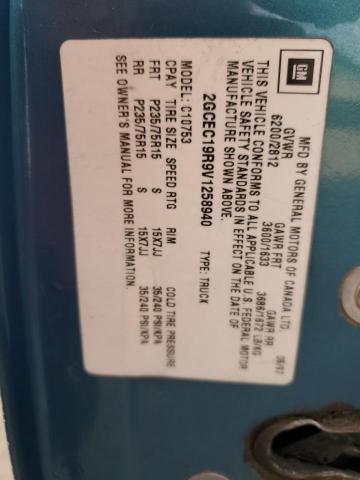 GM
MFD BY GENERAL MOTORS OF CANADA LTD. 06/97
GVWR GAWR FRT GAWR RR
6200/2812 3600/1633 3686/1672 LB/KG
THIS VEHICLE CONFORMS TO ALL APPLICABLE U.S. FEDERAL MOTOR
VEHICLE SAFETY STANDARDS IN EFFECT ON THE DATE OF
MANUFACTURE SHOWN ABOVE.
2GCEC19R9V1258940 TYPE: TRUCK
MODEL: C10753
CPAY TIRE SIZE SPEED RTG RIM COLD TIRE PRESSURE
FRT P235/75R15 S 15X7JJ 35/240 PSI/KPA
RR P235/75R15 S 15X7JJ 35/240 PSI/KPA
SEE OWNER'S MANUAL FOR MORE INFORMATION.